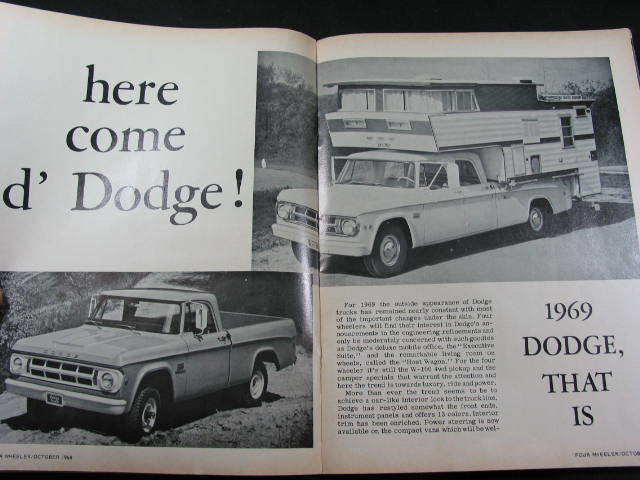 here
come
d' Dodge!
DODGE
FOUR WHEELER/OCTOBER 1968
For 1969 the outside appearance of Dodge
trucks has remained nearly constant with most
of the important changes under the skin. Four
wheelers will find their interest in Dodge's an-
nouncements in the engineering refinements and
only be moderately concerned with such goodies
as Dodge's deluxe mobile office, the "Executive
Suite," and the remarkable living room on
wheels, called the "Host Wagon." For the four
wheeler it's the W-100 4wd pickup and the
camper specials that warrant the attention and
here the trend is towards luxury, ride and power.
More than ever the trend seems to be to
achieve a car-like interior look to the truck line.
Dodge has restyled somewhat the front ends,
instrument panels and offers 15 colors. Interior
trim has been enriched. Power steering is now
available on the compact vans which will be wel-
1969
DODGE,
THAT
IS
FOUR WHEELER/OCTOB